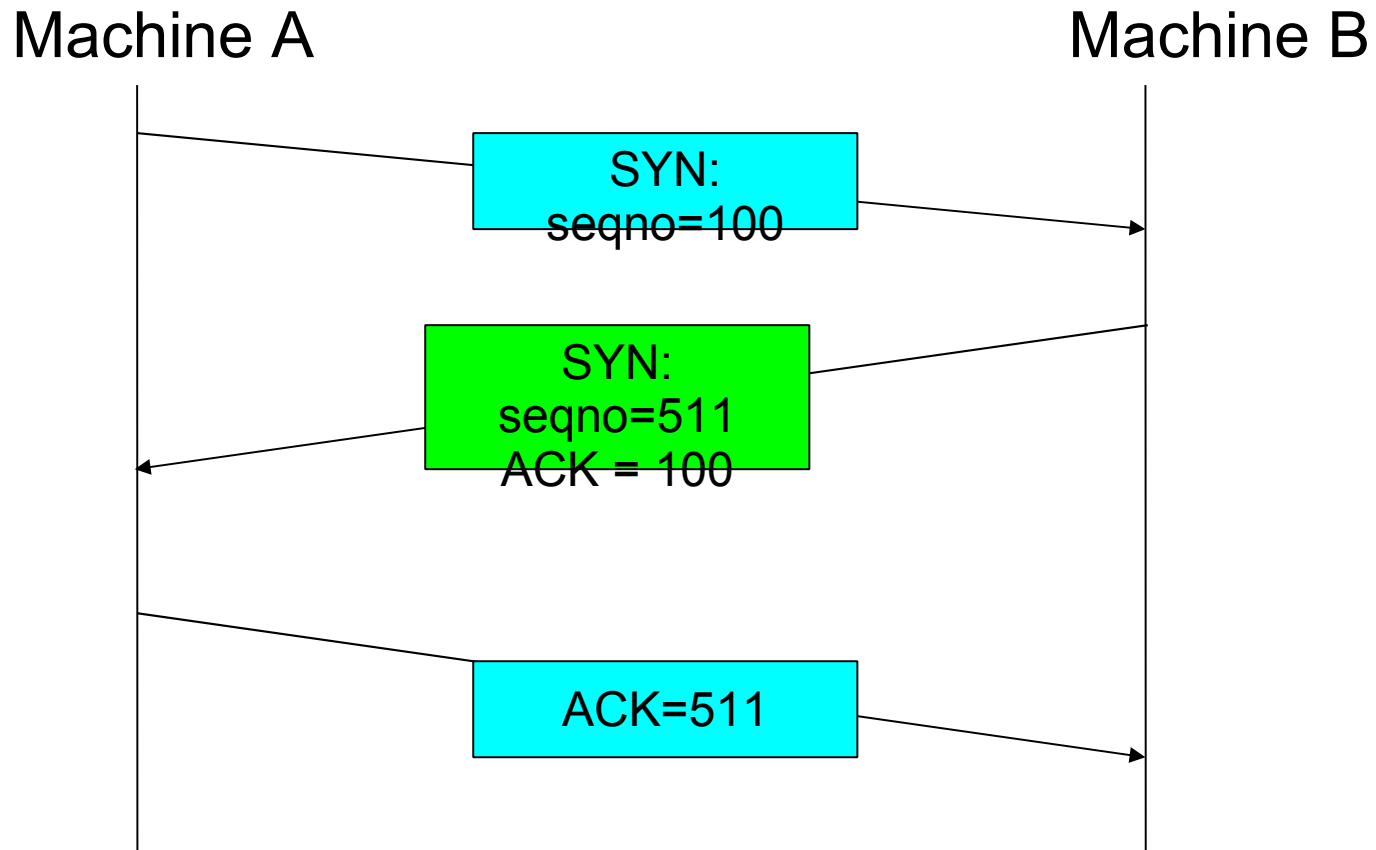 Machine A
Machine B
SYN:
seqno=100
SYN:
seqno=511
ACK = 100
ACK=511